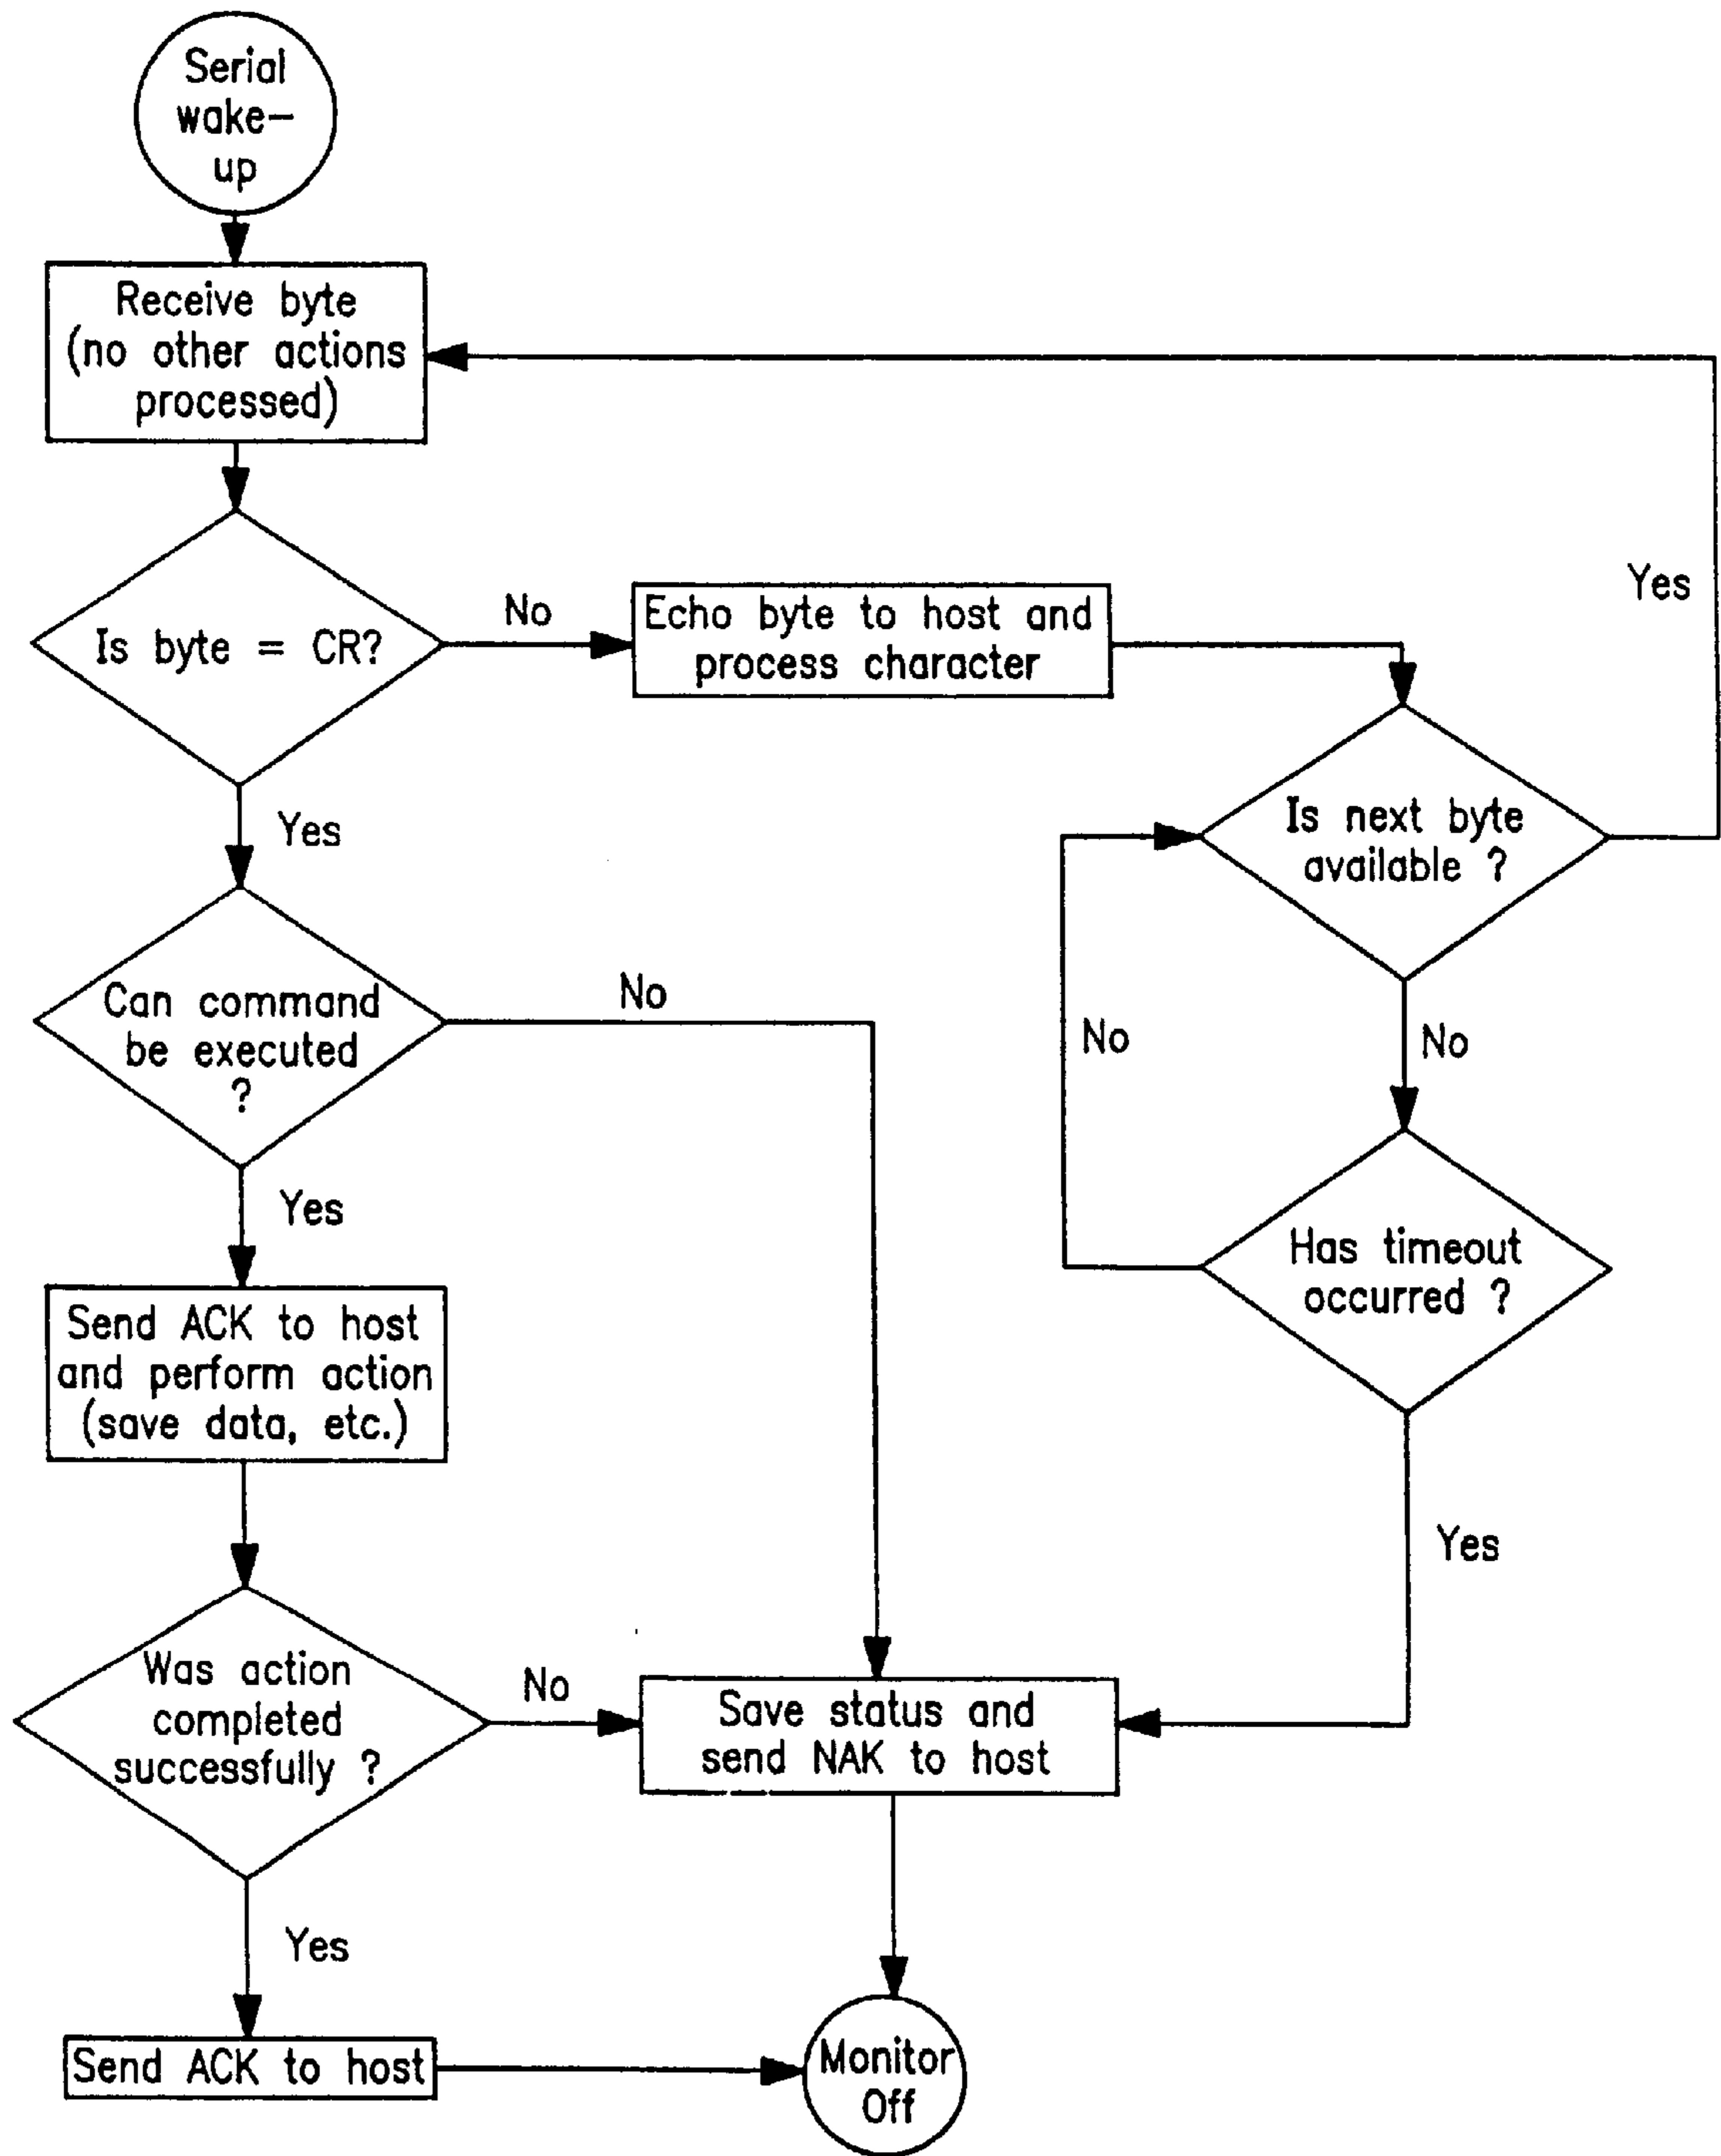 Serial
wake-
up
Receive byte
(no other actions
processed)
Is byte = CR?
No
Echo byte to host and
process character
Yes
Is next byte
available ?
Yes
Can command
be executed
?
No
No
No
Yes
Has timeout
occurred ?
Send ACK to host
and perform action
(save data, etc.)
Yes
Was action
completed
successfully ?
No
Save status and
send NAK to host
Yes
Send ACK to host
Monitor
Off